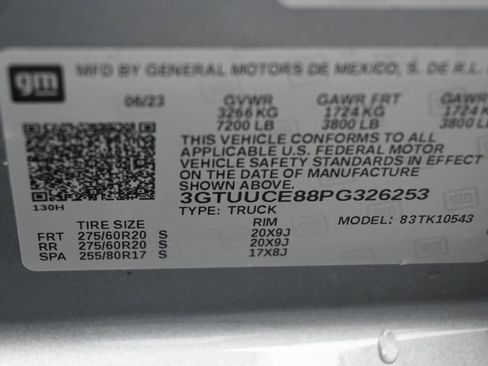 gm MFD BY GENERAL MOTORS DE MEXICO, S. DE R.L.
06/23 GVWR GAWR FRT GAWR
3266 KG 1724 KG 1724 KG
7200 LB 3800 LB 3800 LB
THIS VEHICLE CONFORMS TO ALL
APPLICABLE U.S. FEDERAL MOTOR
VEHICLE SAFETY STANDARDS IN EFFECT
ON THE DATE OF MANUFACTURE
SHOWN ABOVE.
3GTUUCE88PG326253
130H TYPE: TRUCK
TIRE SIZE RIM MODEL: 83TK10543
FRT 275/60R20 S 20X9J
RR 275/60R20 S 20X9J
SPA 255/80R17 S 17X8J